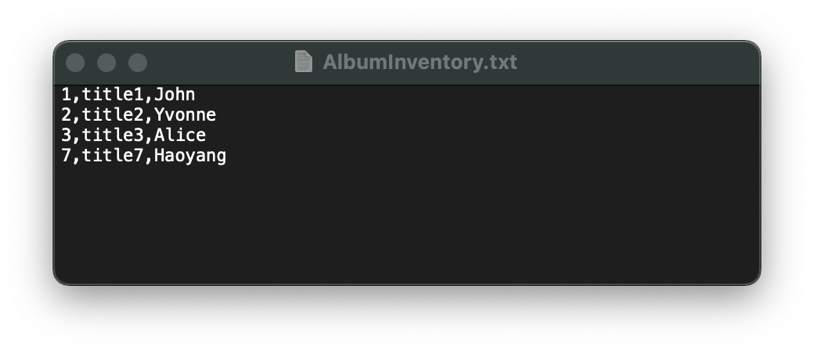 AlbumInventory.txt
1,title1,John
2,title2,Yvonne
3,title3,Alice
7,title7,Haoyang